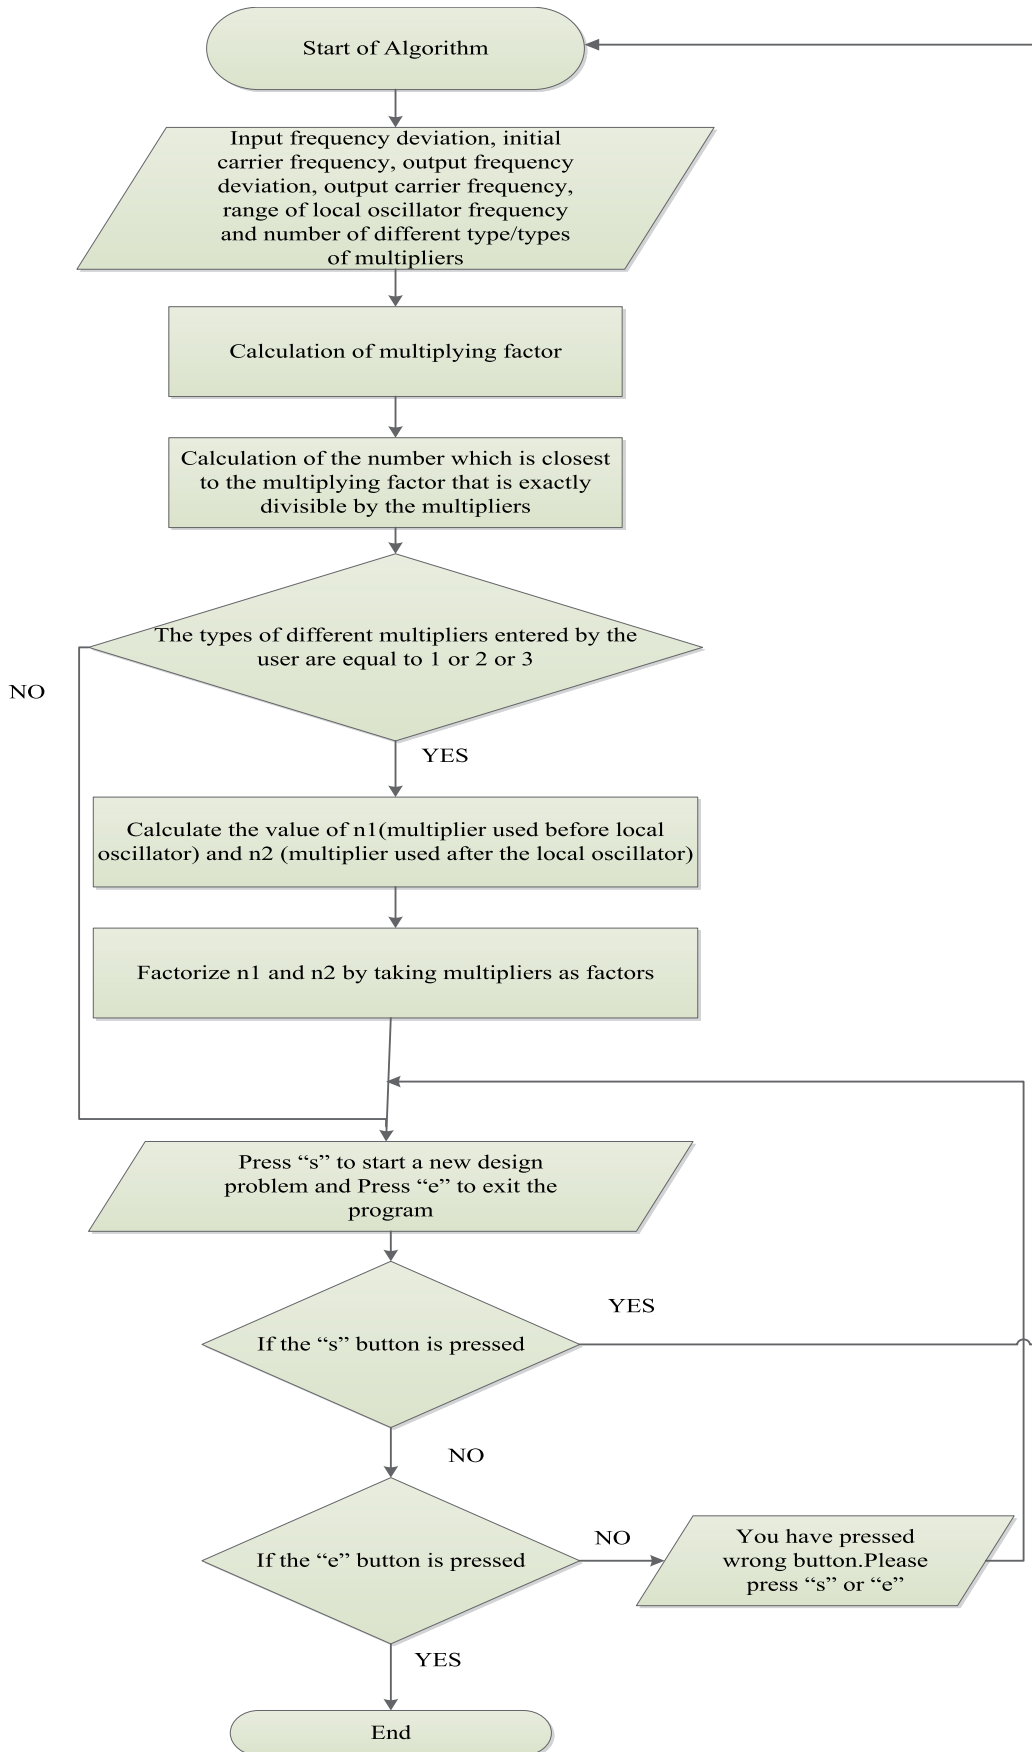 Start of Algorithm
Input frequency deviation, initial
carrier frequency, output frequency
deviation, output carrier frequency,
range of local oscillator frequency
and number of different type/types
of multipliers
Calculation of multiplying factor
Calculation of the number which is closest
to the multiplying factor that is exactly
divisible by the multipliers
The types of different multipliers entered by the
user are equal to 1 or 2 or 3
NO
YES
Calculate the value of n1(multiplier used before local
oscillator) and n2 (multiplier used after the local oscillator)
Factorize n1 and n2 by taking multipliers as factors
Press “s” to start a new design
problem and Press “e” to exit the
program
YES
If the “s” button is pressed
NO
If the “e” button is pressed
NO
You have pressed
wrong button.Please
press “s” or “e”
YES
End